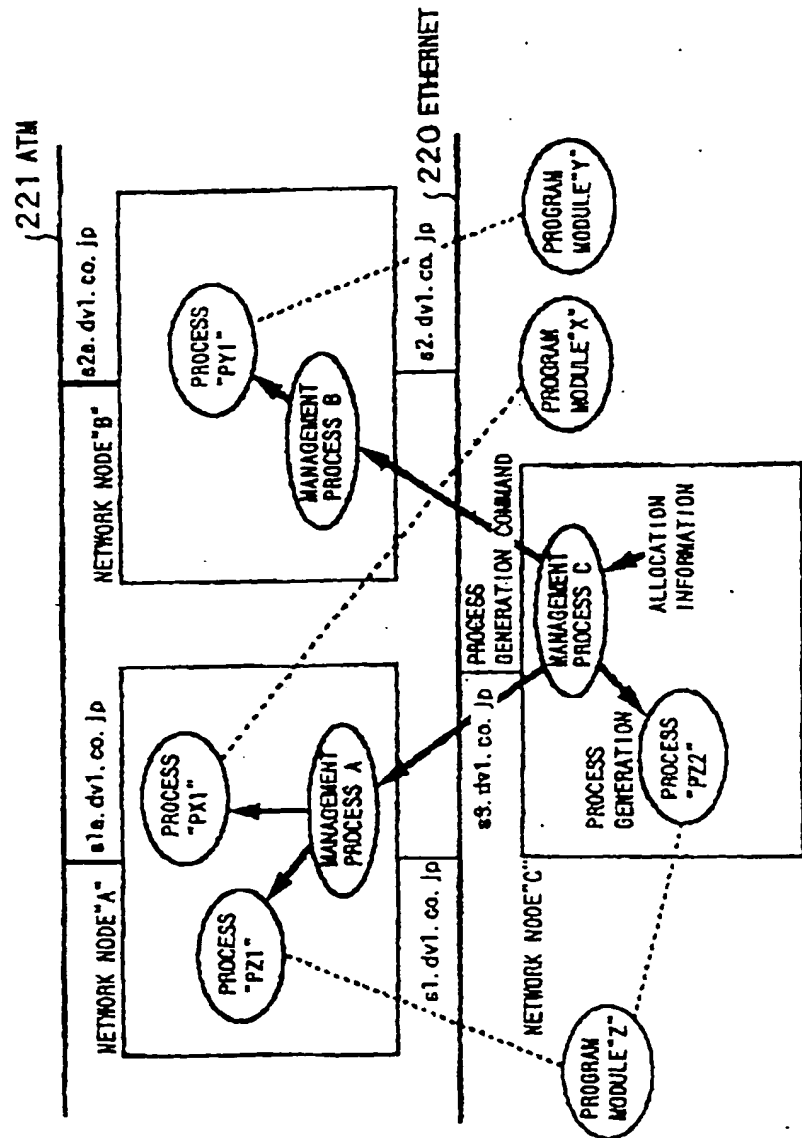 221 ATM
NETWORK NODE"A"
s1a.dv1.co.jp
NETWORK NODE"B"
s2a.dv1.co.jp
PROCESS
"PZ1"
PROCESS
"PX1"
MANAGEMENT
PROCESS A
PROCESS
"PY1"
MANAGEMENT
PROCESS B
s1.dv1.co.jp
s2.dv1.co.jp
220 ETHERNET
s3.dv1.co.jp
PROCESS
GENERATION COMMAND
NETWORK NODE"C"
MANAGEMENT
PROCESS C
PROCESS
GENERATION
PROCESS
"PZ2"
ALLOCATION
INFORMATION
PROGRAM
MODULE"Z"
PROGRAM
MODULE"X"
PROGRAM
MODULE"Y"